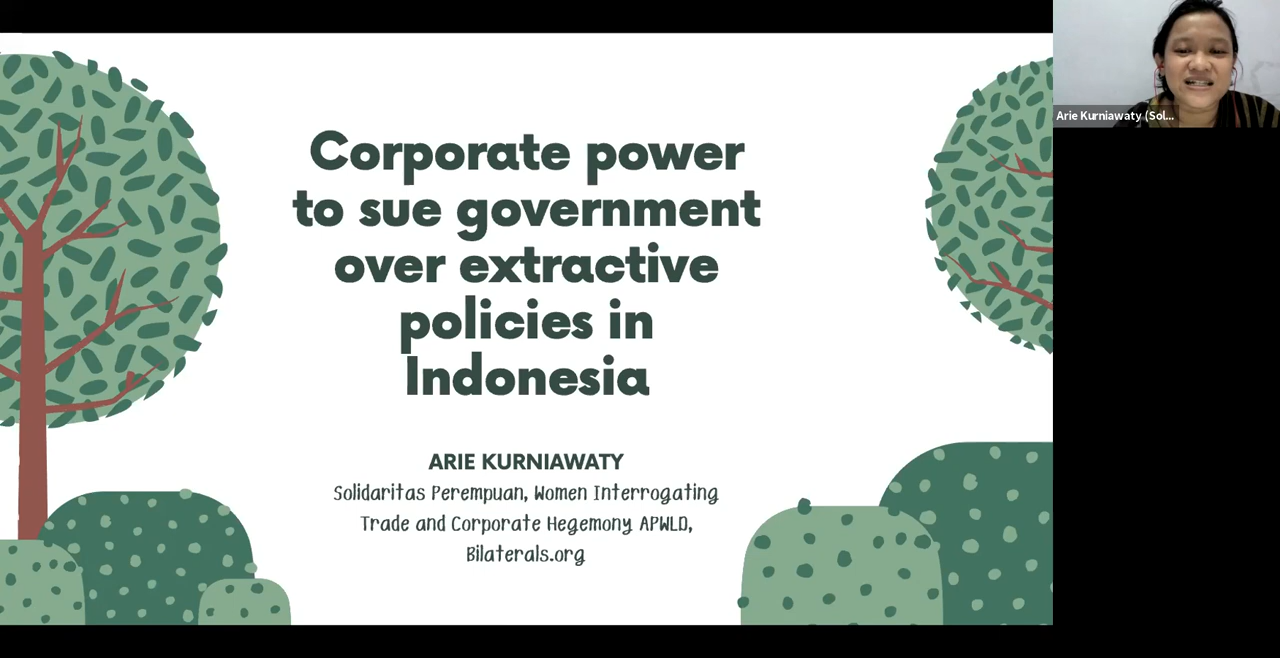 Corporate power
to sue government
over extractive
policies in
Indonesia
ARIE KURNIAWATY
Solidaritas Perempuan, Women Interrogating
Trade and Corporate Hegemony APWLD,
Bilaterals.org
Arie Kurniawaty (Sol...